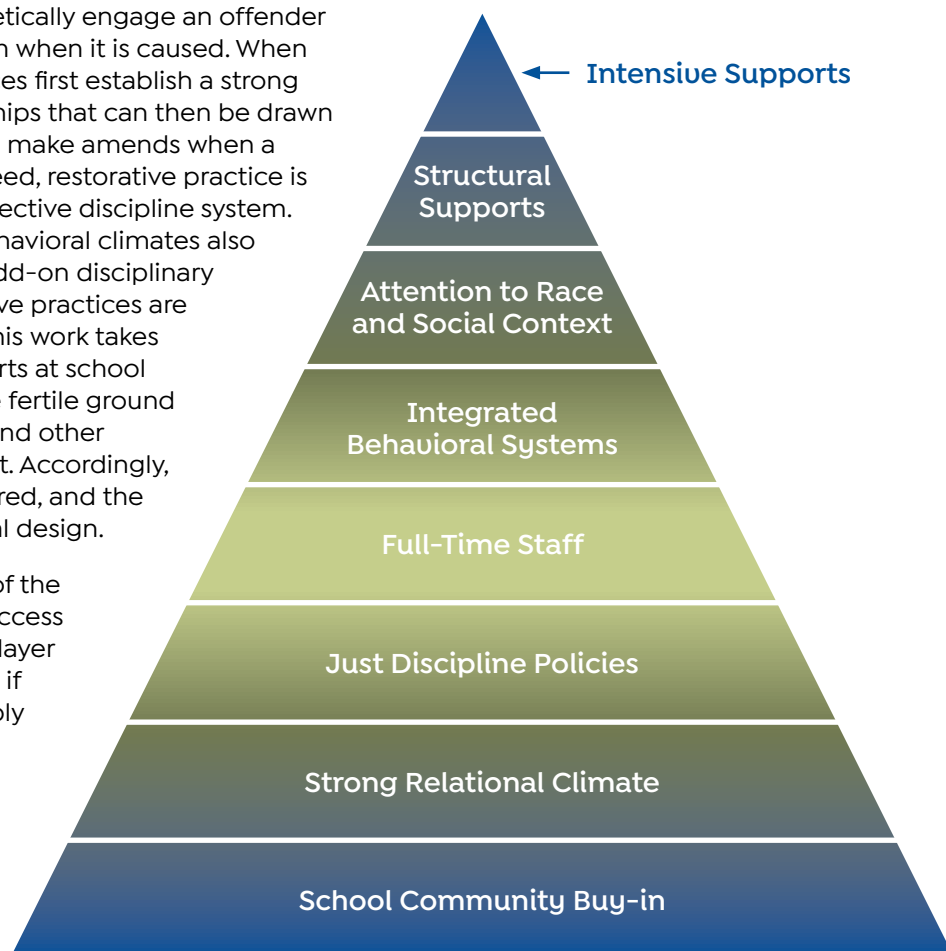 etically engage an offender
when it is caused. When
es first establish a strong
hips that can then be drawn
make amends when a
eed, restorative practice is
ective discipline system.
havioral climates also
dd-on disciplinary
ve practices are
his work takes
rts at school
fertile ground
nd other
t. Accordingly,
red, and the
al design.
of the
ccess
layer
if
bly
Intensive Supports
Structural
Supports
Attention to Race
and Social Context
Integrated
Behavioral Systems
Full-Time Staff
Just Discipline Policies
Strong Relational Climate
School Community Buy-in